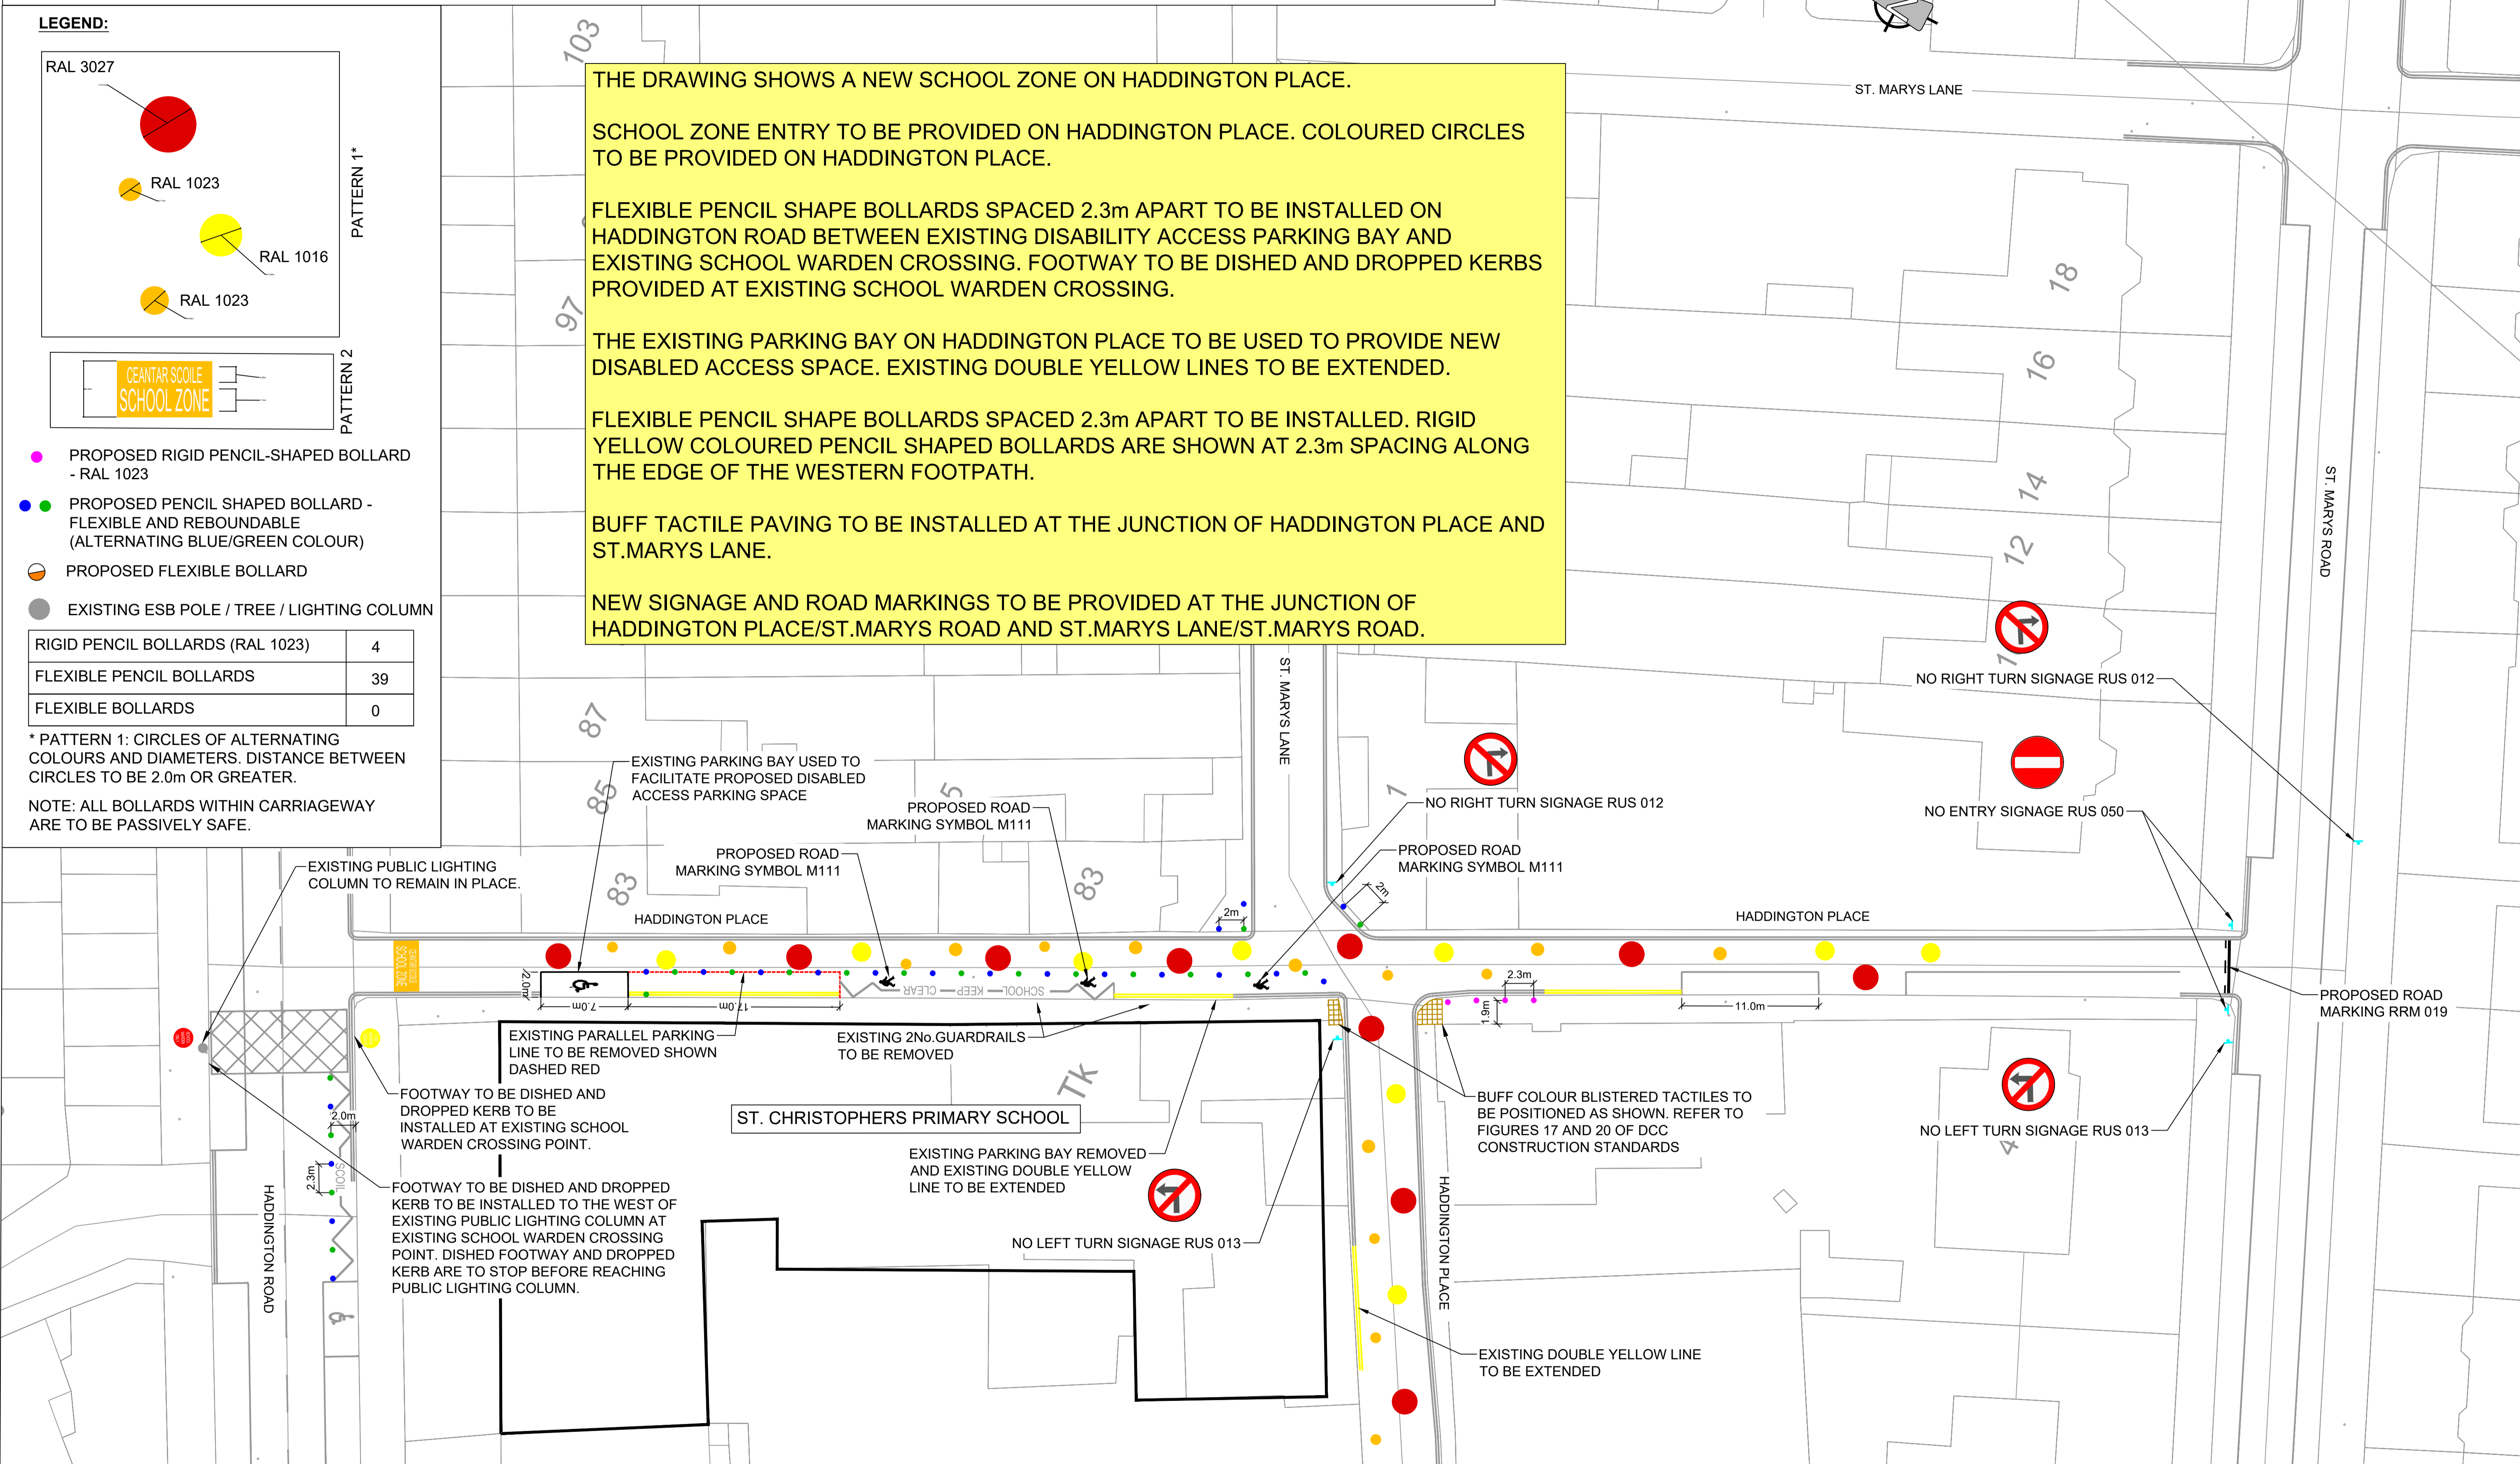 LEGEND:
RAL 3027
RAL 1023
RAL 1016
RAL 1023
PATTERN 1*
CEANTAR SCOILE
SCHOOL ZONE
PATTERN 2
PROPOSED RIGID PENCIL-SHAPED BOLLARD
- RAL 1023
PROPOSED PENCIL SHAPED BOLLARD -
FLEXIBLE AND REBOUNDABLE
(ALTERNATING BLUE/GREEN COLOUR)
PROPOSED FLEXIBLE BOLLARD
EXISTING ESB POLE / TREE / LIGHTING COLUMN
RIGID PENCIL BOLLARDS (RAL 1023) 4
FLEXIBLE PENCIL BOLLARDS 39
FLEXIBLE BOLLARDS 0
* PATTERN 1: CIRCLES OF ALTERNATING
COLOURS AND DIAMETERS. DISTANCE BETWEEN
CIRCLES TO BE 2.0m OR GREATER.
NOTE: ALL BOLLARDS WITHIN CARRIAGEWAY
ARE TO BE PASSIVELY SAFE.
THE DRAWING SHOWS A NEW SCHOOL ZONE ON HADDINGTON PLACE.
SCHOOL ZONE ENTRY TO BE PROVIDED ON HADDINGTON PLACE. COLOURED CIRCLES
TO BE PROVIDED ON HADDINGTON PLACE.
FLEXIBLE PENCIL SHAPE BOLLARDS SPACED 2.3m APART TO BE INSTALLED ON
HADDINGTON ROAD BETWEEN EXISTING DISABILITY ACCESS PARKING BAY AND
EXISTING SCHOOL WARDEN CROSSING. FOOTWAY TO BE DISHED AND DROPPED KERBS
PROVIDED AT EXISTING SCHOOL WARDEN CROSSING.
THE EXISTING PARKING BAY ON HADDINGTON PLACE TO BE USED TO PROVIDE NEW
DISABLED ACCESS SPACE. EXISTING DOUBLE YELLOW LINES TO BE EXTENDED.
FLEXIBLE PENCIL SHAPE BOLLARDS SPACED 2.3m APART TO BE INSTALLED. RIGID
YELLOW COLOURED PENCIL SHAPED BOLLARDS ARE SHOWN AT 2.3m SPACING ALONG
THE EDGE OF THE WESTERN FOOTPATH.
BUFF TACTILE PAVING TO BE INSTALLED AT THE JUNCTION OF HADDINGTON PLACE AND
ST.MARYS LANE.
NEW SIGNAGE AND ROAD MARKINGS TO BE PROVIDED AT THE JUNCTION OF
HADDINGTON PLACE/ST.MARYS ROAD AND ST.MARYS LANE/ST.MARYS ROAD.
103
97
87
85
83
5
83
ST. MARYS LANE
18
16
14
12
ST. MARYS ROAD
ST. MARYS LANE
1
NO RIGHT TURN SIGNAGE RUS 012
NO ENTRY SIGNAGE RUS 050
NO RIGHT TURN SIGNAGE RUS 012
PROPOSED ROAD
MARKING SYMBOL M111
EXISTING PARKING BAY USED TO
FACILITATE PROPOSED DISABLED
ACCESS PARKING SPACE
PROPOSED ROAD
MARKING SYMBOL M111
PROPOSED ROAD
MARKING SYMBOL M111
EXISTING PUBLIC LIGHTING
COLUMN TO REMAIN IN PLACE.
HADDINGTON PLACE
2m
2m
HADDINGTON PLACE
CEANTAR SCOILE
SCHOOL ZONE
2.0m
7.0m
17.0m
SCHOOL KEEP CLEAR
2.3m
1.9m
11.0m
PROPOSED ROAD
MARKING RRM 019
EXISTING PARALLEL PARKING
LINE TO BE REMOVED SHOWN
DASHED RED
EXISTING 2No.GUARDRAILS
TO BE REMOVED
FOOTWAY TO BE DISHED AND
DROPPED KERB TO BE
INSTALLED AT EXISTING SCHOOL
WARDEN CROSSING POINT.
ST. CHRISTOPHERS PRIMARY SCHOOL
Tk
BUFF COLOUR BLISTERED TACTILES TO
BE POSITIONED AS SHOWN. REFER TO
FIGURES 17 AND 20 OF DCC
CONSTRUCTION STANDARDS
NO LEFT TURN SIGNAGE RUS 013
4
EXISTING PARKING BAY REMOVED
AND EXISTING DOUBLE YELLOW
LINE TO BE EXTENDED
NO LEFT TURN SIGNAGE RUS 013
2.0m
2.3m
SCOIL
HADDINGTON ROAD
FOOTWAY TO BE DISHED AND DROPPED
KERB TO BE INSTALLED TO THE WEST OF
EXISTING PUBLIC LIGHTING COLUMN AT
EXISTING SCHOOL WARDEN CROSSING
POINT. DISHED FOOTWAY AND DROPPED
KERB ARE TO STOP BEFORE REACHING
PUBLIC LIGHTING COLUMN.
HADDINGTON PLACE
EXISTING DOUBLE YELLOW LINE
TO BE EXTENDED